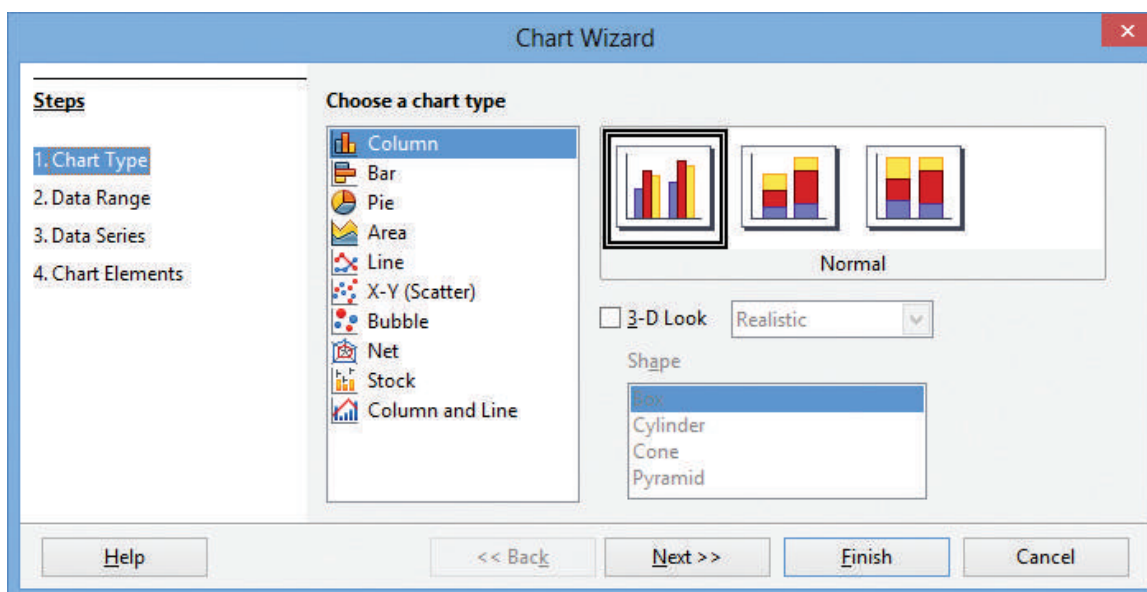 Chart Wizard
Steps
1. Chart Type
2. Data Range
3. Data Series
4. Chart Elements
Choose a chart type
Column
Bar
Pie
Area
Line
X-Y (Scatter)
Bubble
Net
Stock
Column and Line
Normal
3-D Look
Realistic
Shape
Box
Cylinder
Cone
Pyramid
Help
<< Back
Next >>
Finish
Cancel